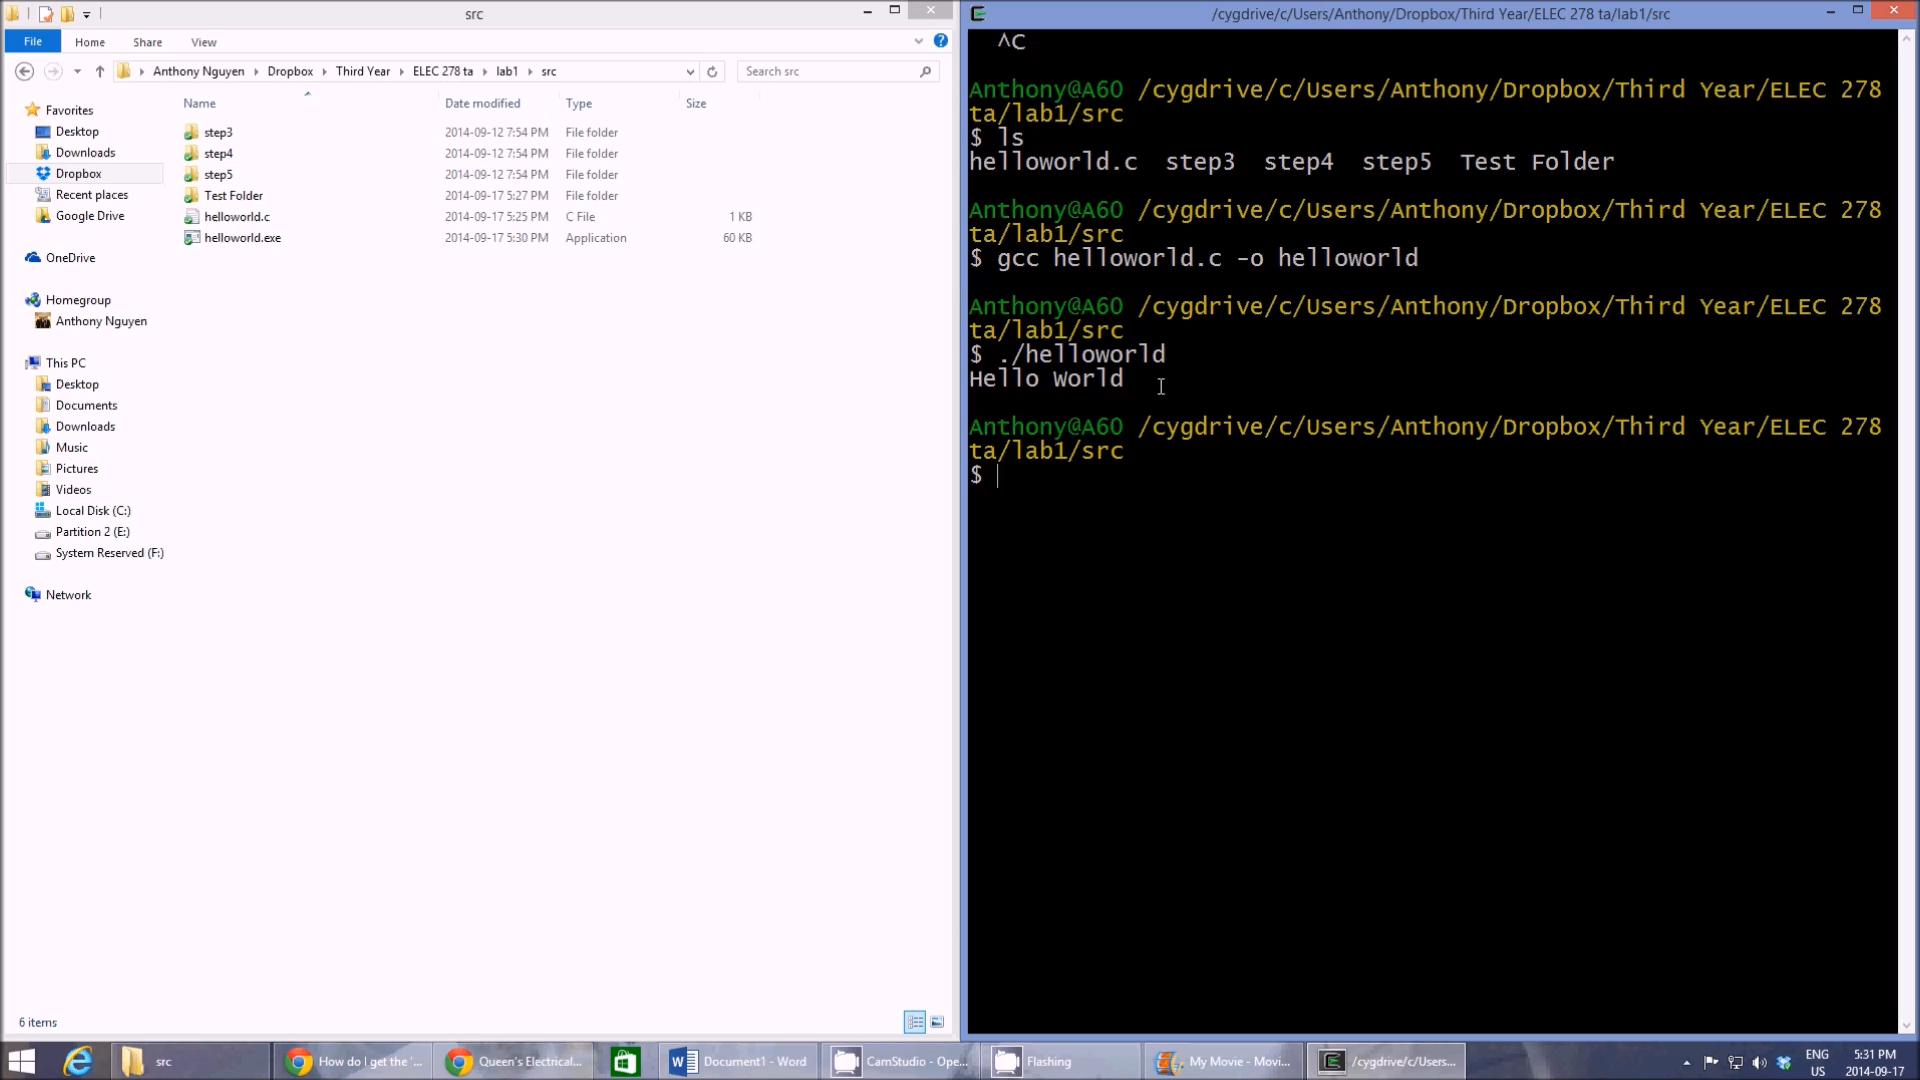 src
File Home Share View
Anthony Nguyen Dropbox Third Year ELEC 278 ta lab1 src
Search src
Name Date modified Type Size
step3 2014-09-12 7:54 PM File folder
step4 2014-09-12 7:54 PM File folder
step5 2014-09-12 7:54 PM File folder
Test Folder 2014-09-17 5:27 PM File folder
helloworld.c 2014-09-17 5:25 PM C File 1 KB
helloworld.exe 2014-09-17 5:30 PM Application 60 KB
Favorites
Desktop
Downloads
Dropbox
Recent places
Google Drive
OneDrive
Homegroup
Anthony Nguyen
This PC
Desktop
Documents
Downloads
Music
Pictures
Videos
Local Disk (C:)
Partition 2 (E:)
System Reserved (F:)
Network
6 items
/cygdrive/c/Users/Anthony/Dropbox/Third Year/ELEC 278 ta/lab1/src
^C
Anthony@A60 /cygdrive/c/Users/Anthony/Dropbox/Third Year/ELEC 278
ta/lab1/src
$ ls
helloworld.c step3 step4 step5 Test Folder
Anthony@A60 /cygdrive/c/Users/Anthony/Dropbox/Third Year/ELEC 278
ta/lab1/src
$ gcc helloworld.c -o helloworld
Anthony@A60 /cygdrive/c/Users/Anthony/Dropbox/Third Year/ELEC 278
ta/lab1/src
$ ./helloworld
Hello World
Anthony@A60 /cygdrive/c/Users/Anthony/Dropbox/Third Year/ELEC 278
ta/lab1/src
$
src
How do I get the '...
Queen's Electrical...
Document1 - Word
CamStudio - Ope...
Flashing
My Movie - Movi...
/cygdrive/c/Users...
ENG
US
5:31 PM
2014-09-17